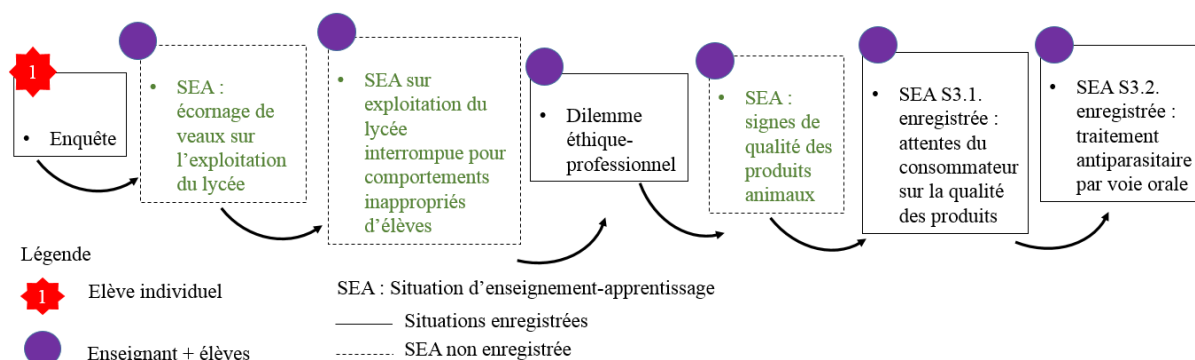 1
• Enquête
• SEA :
écornage de
veaux sur
l’exploitation
du lycée
• SEA sur
exploitation du
lycée
interrompue pour
comportements
inappropriés
d’élèves
• Dilemme
éthique-
professionnel
• SEA :
signes de
qualité des
produits
animaux
• SEA S3.1.
enregistrée :
attentes du
consommateur
sur la qualité
des produits
• SEA S3.2.
enregistrée :
traitement
antiparasitaire
par voie orale
Légende
1 Elève individuel
Enseignant + élèves
SEA : Situation d’enseignement-apprentissage
Situations enregistrées
SEA non enregistrée